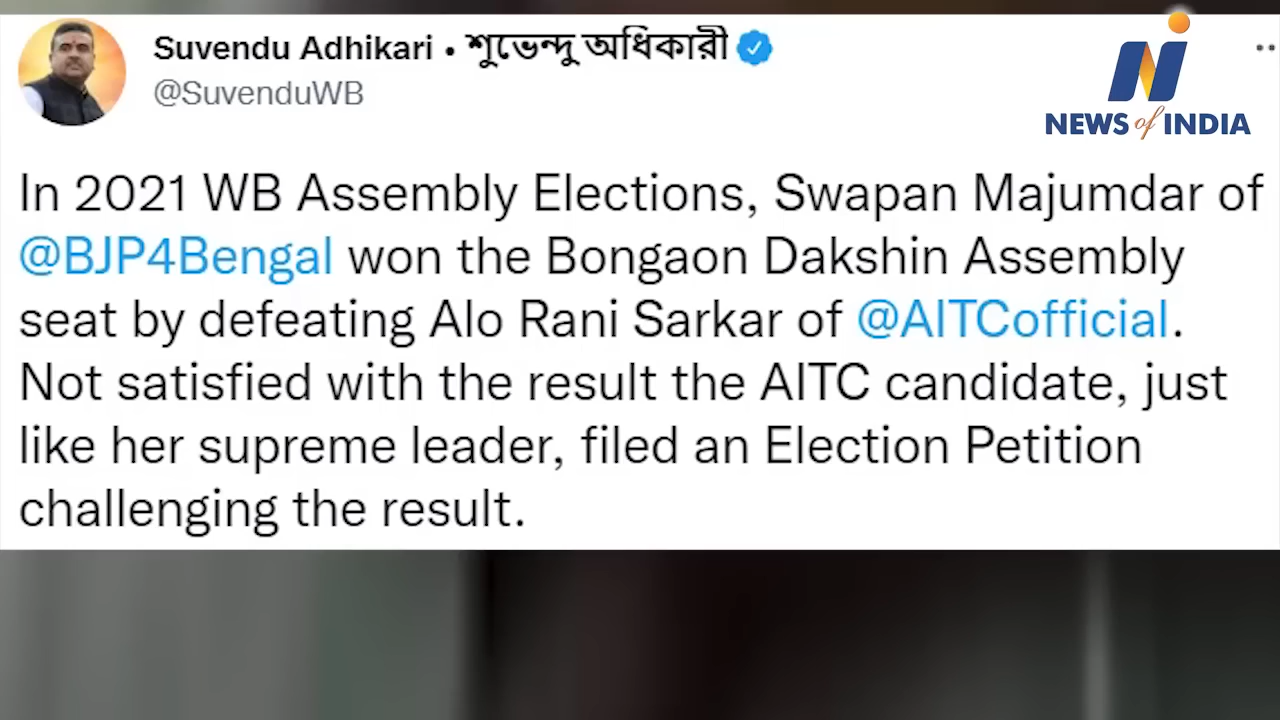 Suvendu Adhikari • শুভেন্দু অধিকারী
@SuvenduWB
NEWS of INDIA
In 2021 WB Assembly Elections, Swapan Majumdar of
@BJP4Bengal won the Bongaon Dakshin Assembly
seat by defeating Alo Rani Sarkar of @AITCofficial.
Not satisfied with the result the AITC candidate, just
like her supreme leader, filed an Election Petition
challenging the result.